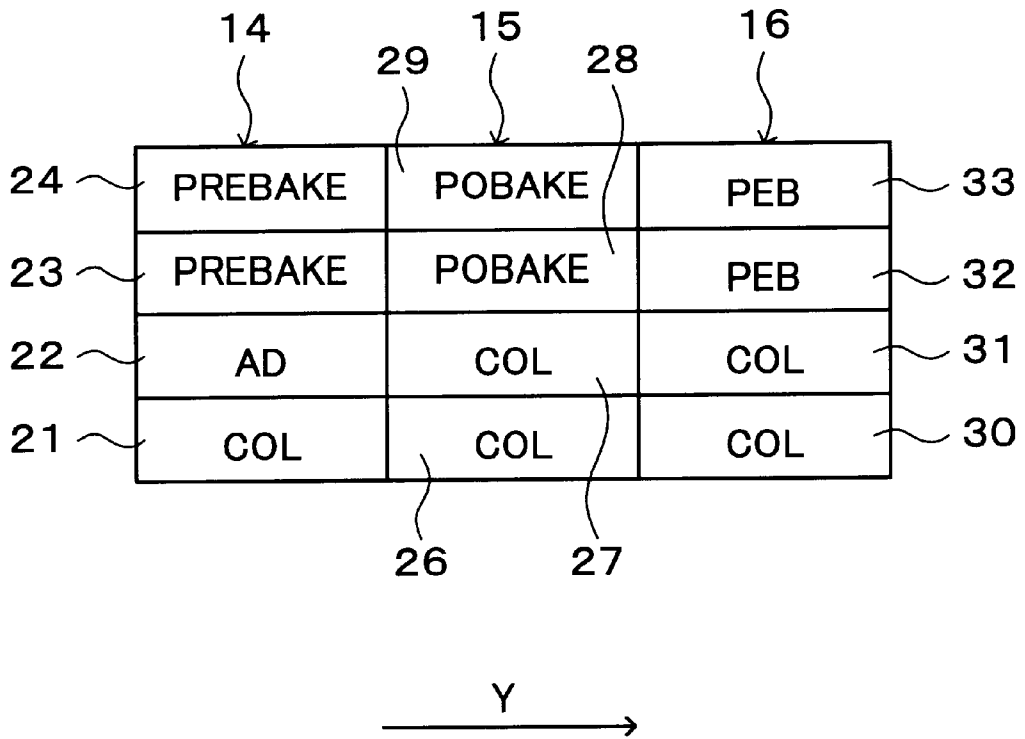 14 15 16
29 28
24 PREBAKE POBAKE PEB 33
23 PREBAKE POBAKE PEB 32
22 AD COL COL 31
21 COL COL COL 30
26 27
Y